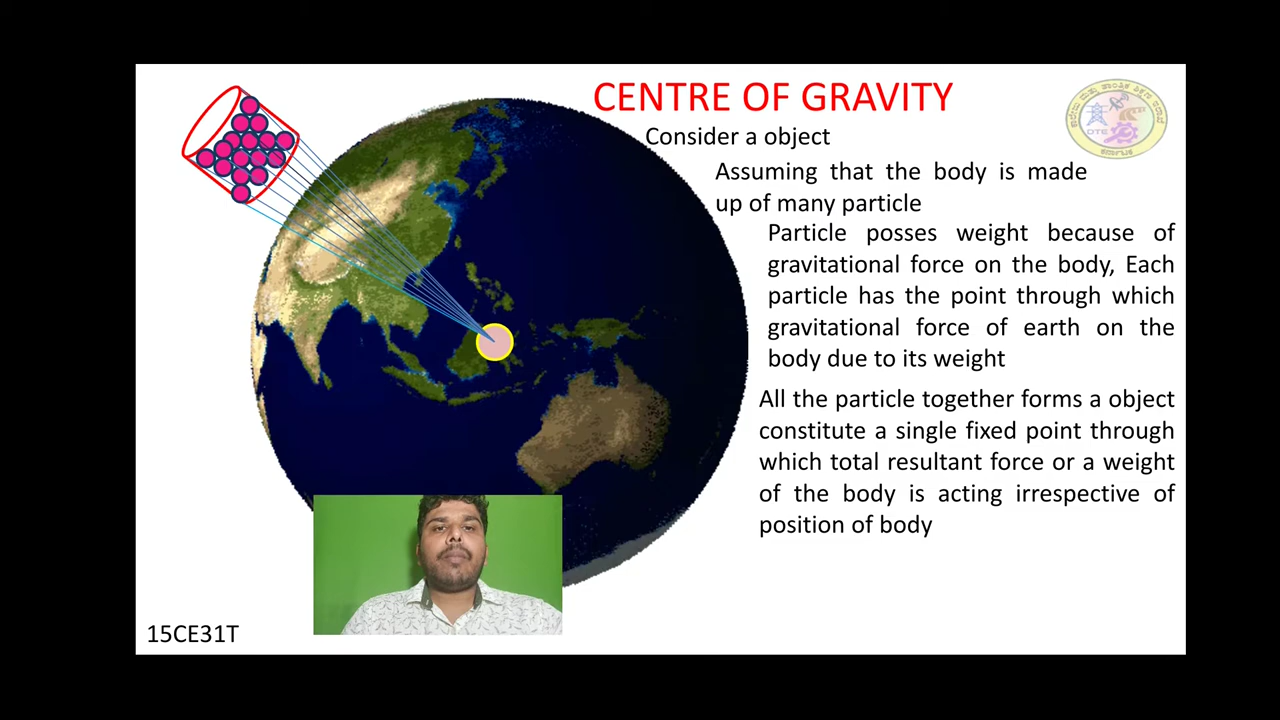 CENTRE OF GRAVITY
Consider a object
Assuming that the body is made
up of many particle
Particle posses weight because of
gravitational force on the body, Each
particle has the point through which
gravitational force of earth on the
body due to its weight
All the particle together forms a object
constitute a single fixed point through
which total resultant force or a weight
of the body is acting irrespective of
position of body
DTE
15CE31T